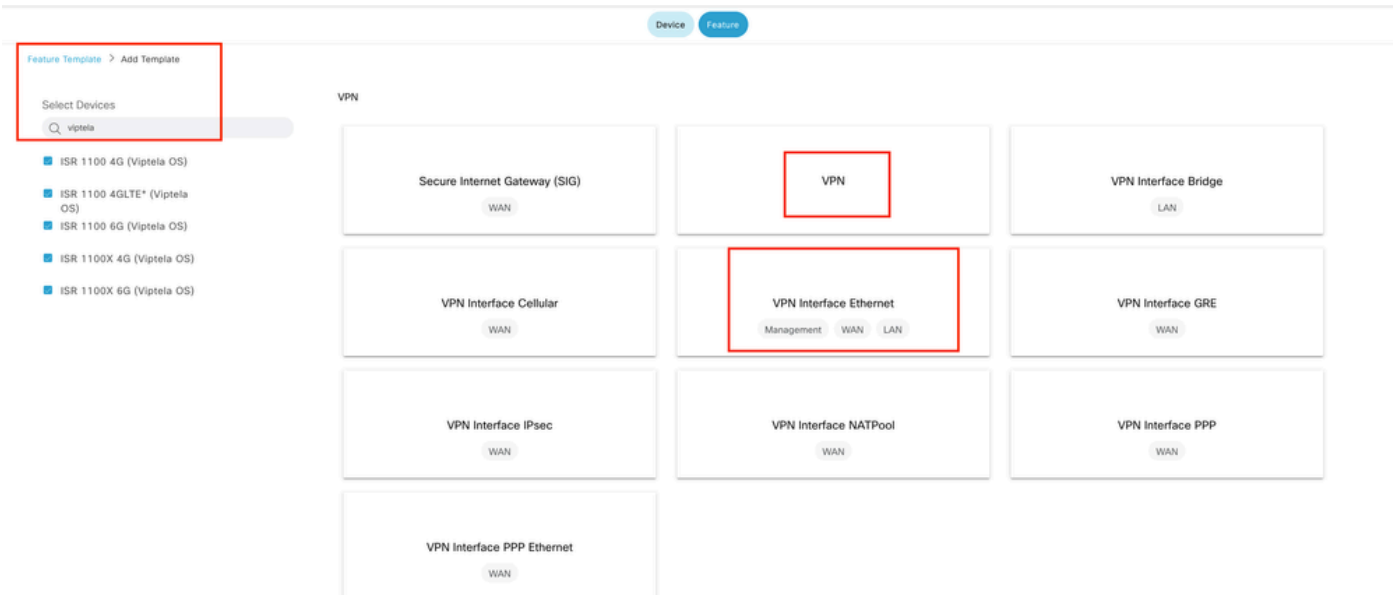 Device Feature
Feature Template > Add Template
Select Devices
viptela
ISR 1100 4G (Viptela OS)
ISR 1100 4GLTE* (Viptela
OS)
ISR 1100 6G (Viptela OS)
ISR 1100X 4G (Viptela OS)
ISR 1100X 6G (Viptela OS)
VPN
Secure Internet Gateway (SIG)
WAN
VPN
VPN Interface Bridge
LAN
VPN Interface Cellular
WAN
VPN Interface Ethernet
Management WAN LAN
VPN Interface GRE
WAN
VPN Interface IPsec
WAN
VPN Interface NATPool
WAN
VPN Interface PPP
WAN
VPN Interface PPP Ethernet
WAN